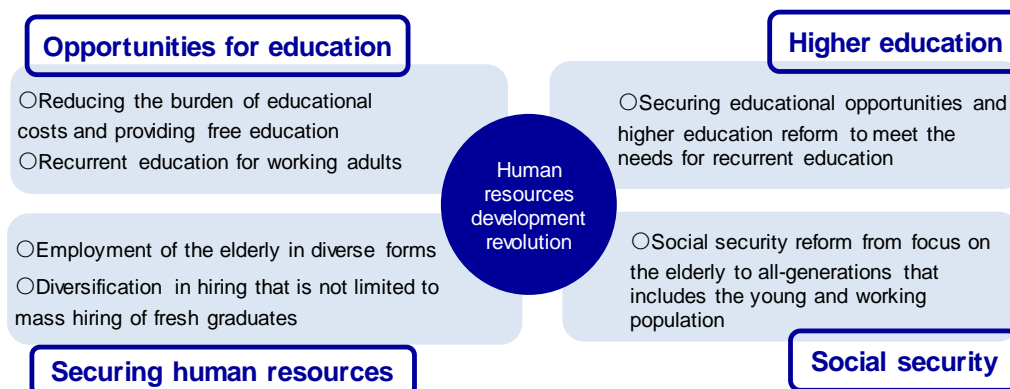 Opportunities for education
○Reducing the burden of educational
costs and providing free education
○Recurrent education for working adults
Higher education
○Securing educational opportunities and
higher education reform to meet the
needs for recurrent education
Human
resources
development
revolution
○Employment of the elderly in diverse forms
○Diversification in hiring that is not limited to
mass hiring of fresh graduates
Securing human resources
○Social security reform from focus on
the elderly to all-generations that
includes the young and working
population
Social security